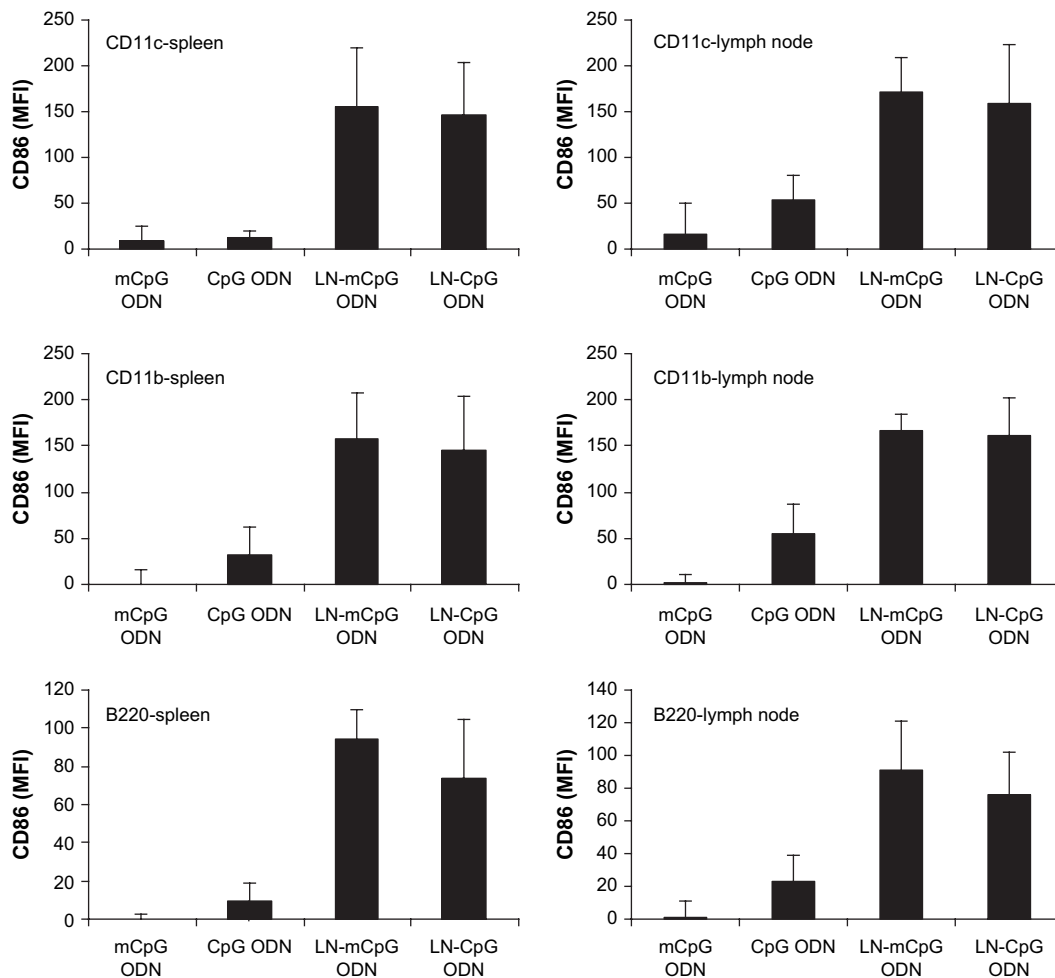 CD11c-spleen
CD86 (MFI)
250
200
150
100
50
0
mCpG
ODN
CpG ODN
LN-mCpG
ODN
LN-CpG
ODN
CD11c-lymph node
CD86 (MFI)
250
200
150
100
50
0
mCpG
ODN
CpG ODN
LN-mCpG
ODN
LN-CpG
ODN
CD11b-spleen
CD86 (MFI)
250
200
150
100
50
0
mCpG
ODN
CpG ODN
LN-mCpG
ODN
LN-CpG
ODN
CD11b-lymph node
CD86 (MFI)
250
200
150
100
50
0
mCpG
ODN
CpG ODN
LN-mCpG
ODN
LN-CpG
ODN
B220-spleen
CD86 (MFI)
120
100
80
60
40
20
0
mCpG
ODN
CpG ODN
LN-mCpG
ODN
LN-CpG
ODN
B220-lymph node
CD86 (MFI)
140
120
100
80
60
40
20
0
mCpG
ODN
CpG ODN
LN-mCpG
ODN
LN-CpG
ODN